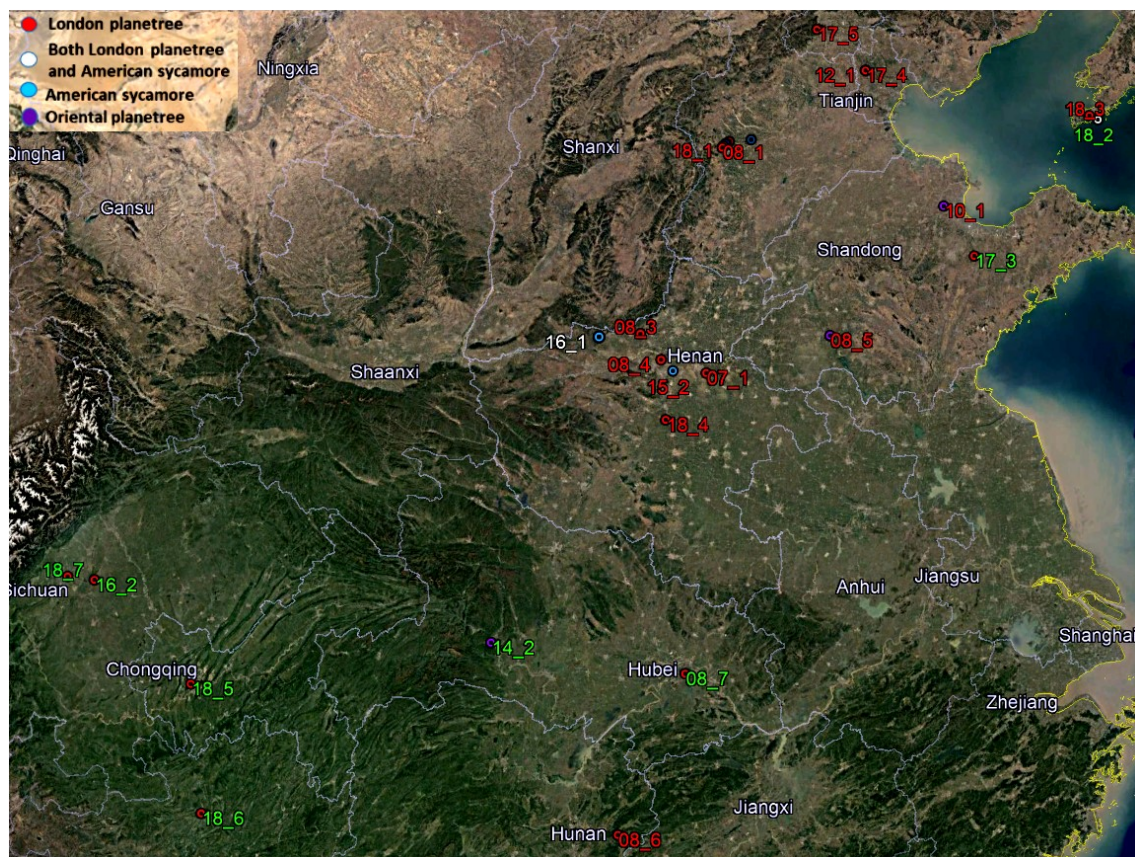 London planetree
Both London planetree
and American sycamore
American sycamore
Oriental planetree
Ningxia
17_5
12_1
17_4
Tianjin
18_3
18_2
Qinghai
Shanxi
18_1
08_1
Gansu
10_1
Shandong
17_3
08_3
16_1
08_5
Henan
Shaanxi
08_4
07_1
15_2
18_4
18_7
16_2
Sichuan
Anhui
Jiangsu
Shanghai
14_2
Chongqing
18_5
Hubei
08_7
Zhejiang
18_6
Jiangxi
Hunan
08_6